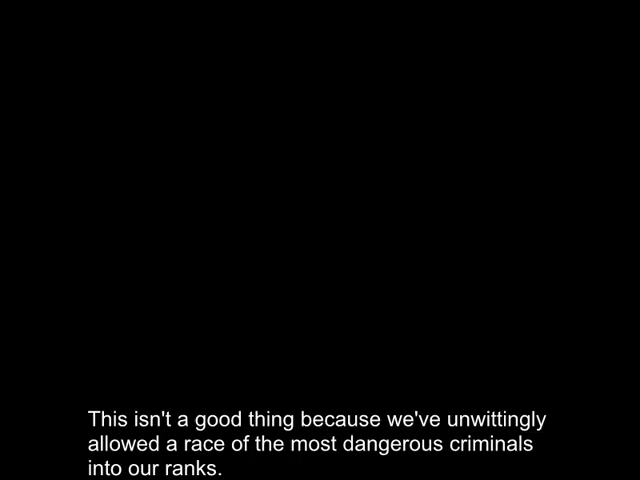 This isn't a good thing because we've unwittingly
allowed a race of the most dangerous criminals
into our ranks.